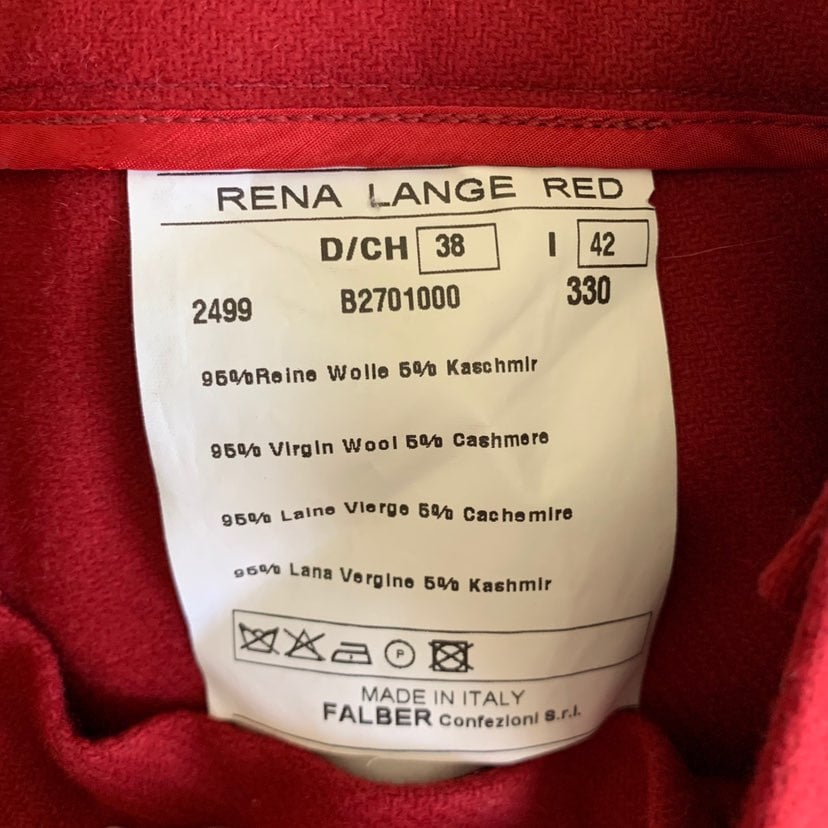 RENA LANGE RED
D/CH 38 I 42
2499 B2701000 330
95%Reine Wolle 5% Kaschmir
95% Virgin Wool 5% Cashmere
95% Laine Vierge 5% Cachemire
95% Lana Vergine 5% Kashmir
P
MADE IN ITALY
FALBER Confezioni S.r.l.